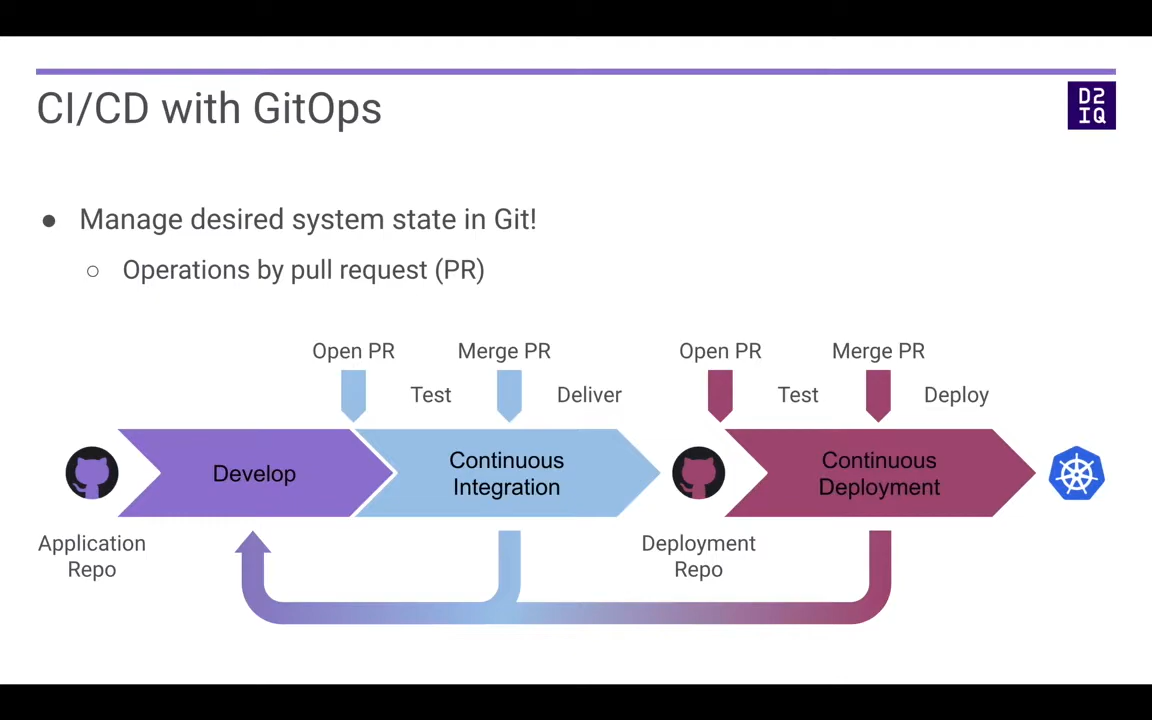 CI/CD with GitOps
D2
IQ
● Manage desired system state in Git!
○ Operations by pull request (PR)
Open PR
Merge PR
Open PR
Merge PR
Test
Deliver
Test
Deploy
Develop
Continuous
Integration
Continuous
Deployment
Application
Repo
Deployment
Repo